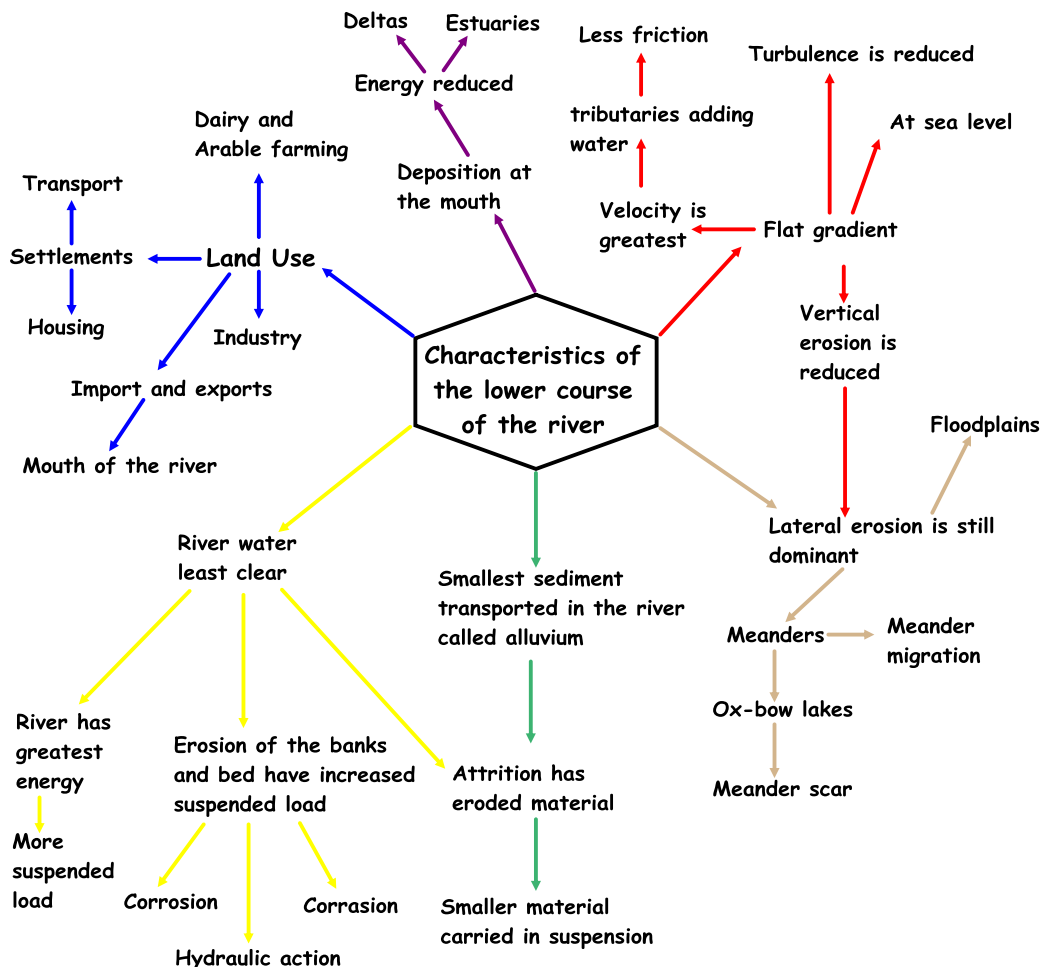 Deltas
Estuaries
Energy reduced
Deposition at
the mouth
Less friction
tributaries adding
water
Velocity is
greatest
Turbulence is reduced
At sea level
Flat gradient
Vertical
erosion is
reduced
Dairy and
Arable farming
Transport
Settlements
Land Use
Housing
Industry
Import and exports
Mouth of the river
Characteristics of
the lower course
of the river
Floodplains
Lateral erosion is still
dominant
Meanders
Meander
migration
Ox-bow lakes
Meander scar
River water
least clear
Smallest sediment
transported in the river
called alluvium
River has
greatest
energy
More
suspended
load
Erosion of the banks
and bed have increased
suspended load
Corrosion
Hydraulic action
Corrasion
Attrition has
eroded material
Smaller material
carried in suspension